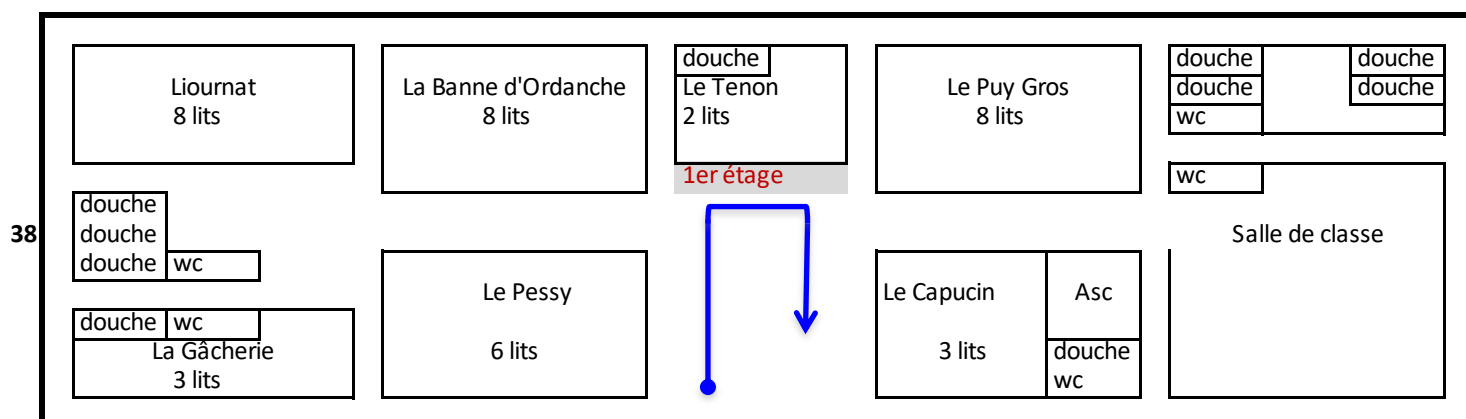 Liournat
8 lits
La Banne d'Ordanche
8 lits
douche
Le Tenon
2 lits
1er étage
Le Puy Gros
8 lits
douche
douche
douche
douche
wc
wc
Salle de classe
38
douche
douche
douche
wc
douche
wc
La Gâcherie
3 lits
Le Pessy
6 lits
Le Capucin
3 lits
Asc
douche
wc